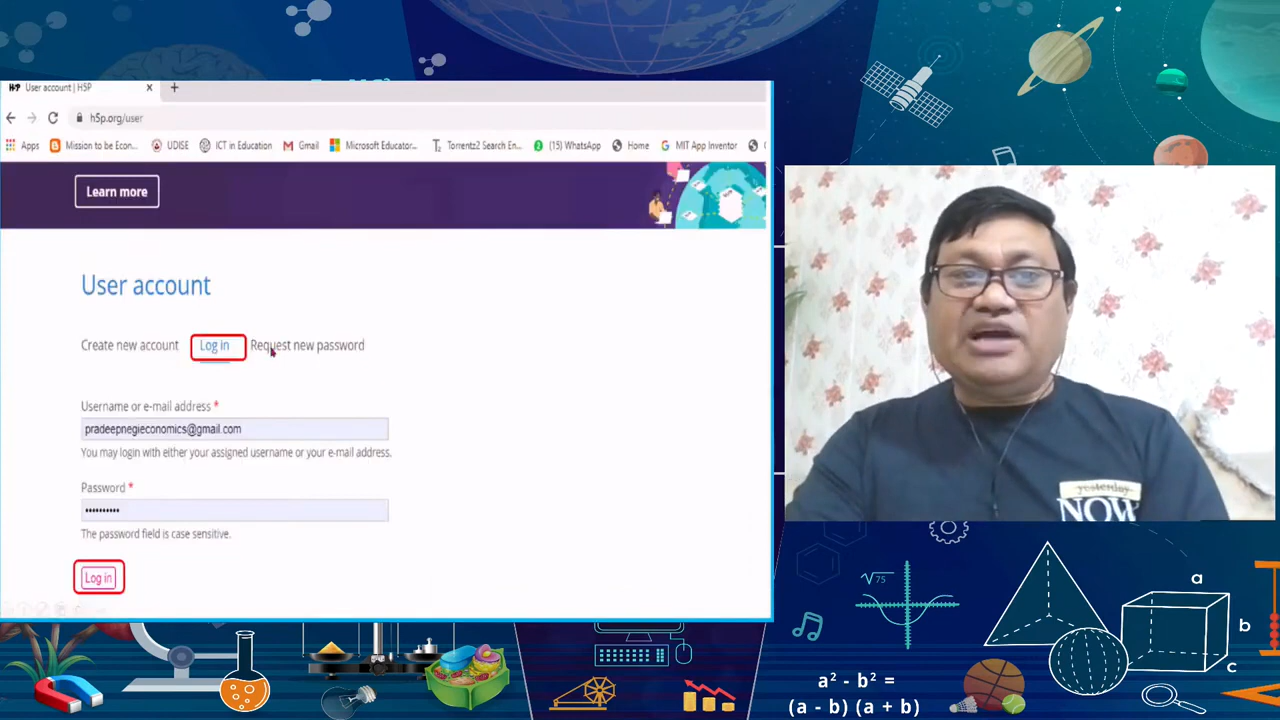 User account | H5P
h5p.org/user
Apps Mission to be Econ... UDISE ICT in Education Gmail Microsoft Educator... Torrentz2 Search En... (15) WhatsApp Home MIT App Inventor
Learn more
User account
Create new account Log in Request new password
Username or e-mail address *
pradeepnegieconomics@gmail.com
You may login with either your assigned username or your e-mail address.
Password *
••••••••••
The password field is case sensitive.
Log in
yesterday
NOW
√75
a
b
c
a² - b² =
(a - b) (a + b)